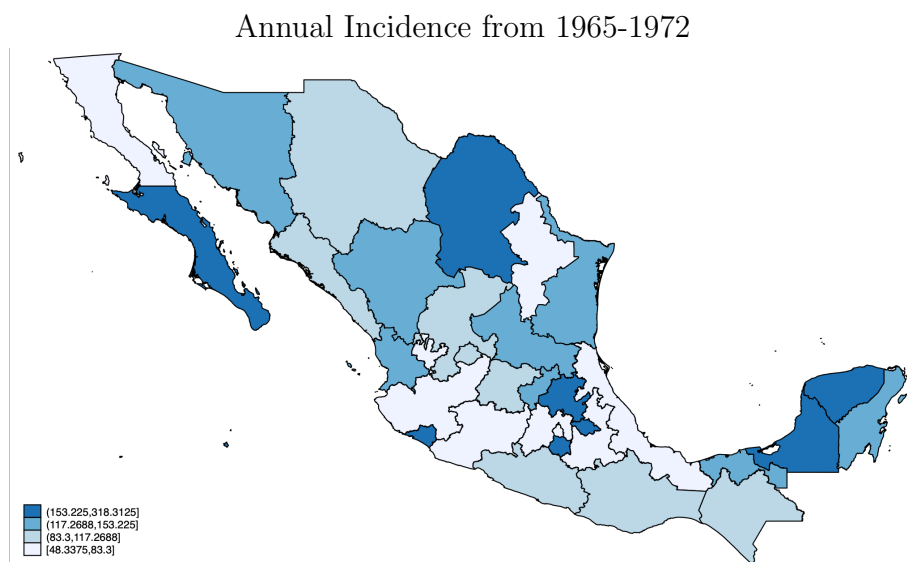 Annual Incidence from 1965-1972
(153.225,318.3125]
(117.2688,153.225]
(83.3,117.2688]
[48.3375,83.3]